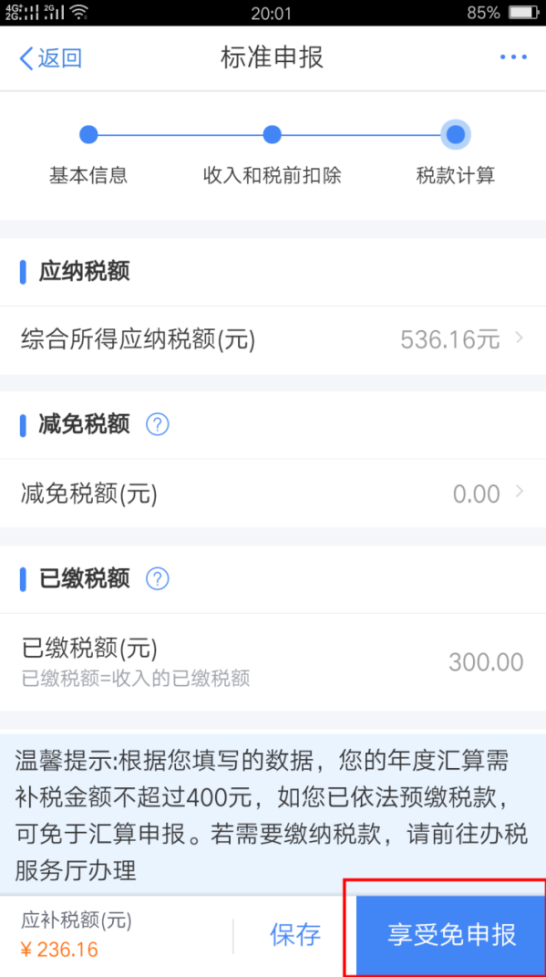 4G 2G 2G 20:01 85%
返回 标准申报
基本信息 收入和税前扣除 税款计算
应纳税额
综合所得应纳税额(元) 536.16元
减免税额 ?
减免税额(元) 0.00
已缴税额 ?
已缴税额(元)
已缴税额=收入的已缴税额 300.00
温馨提示:根据您填写的数据，您的年度汇算需
补税金额不超过400元，如您已依法预缴税款，
可免于汇算申报。若需要缴纳税款，请前往办税
服务厅办理
应补税额(元)
¥236.16 保存 享受免申报